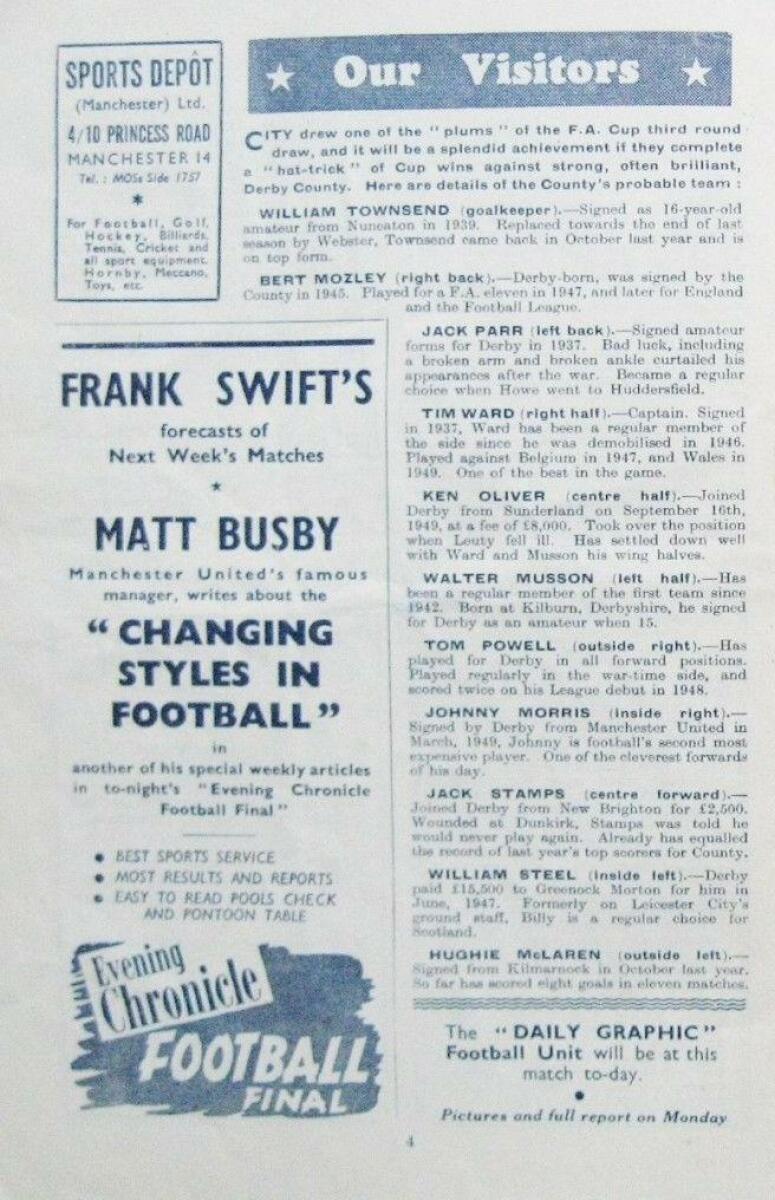 SPORTS DEPÔT
(Manchester) Ltd.
4/10 PRINCESS ROAD
MANCHESTER 14
Tel. : MOSs Side 1757
*
For Football, Golf,
Hockey, Billiards,
Tennis, Cricket and
all sport equipment.
Hornby, Meccano,
Toys, etc.
★ Our Visitors ★
CITY drew one of the "plums" of the F.A. Cup third round
draw, and it will be a splendid achievement if they complete
a "hat-trick" of Cup wins against strong, often brilliant,
Derby County. Here are details of the County's probable team :
WILLIAM TOWNSEND (goalkeeper).—Signed as 16-year-old
amateur from Nuneaton in 1939. Replaced towards the end of last
season by Webster, Townsend came back in October last year and is
on top form.
BERT MOZLEY (right back).—Derby-born, was signed by the
County in 1945. Played for a F.A. eleven in 1947, and later for England
and the Football League.
JACK PARR (left back).—Signed amateur
forms for Derby in 1937. Bad luck, including
a broken arm and broken ankle curtailed his
appearances after the war. Became a regular
choice when Howe went to Huddersfield.
TIM WARD (right half).—Captain. Signed
in 1937, Ward has been a regular member of
the side since he was demobilised in 1946.
Played against Belgium in 1947, and Wales in
1949. One of the best in the game.
KEN OLIVER (centre half).—Joined
Derby from Sunderland on September 16th,
1949, at a fee of £8,000. Took over the position
when Leuty fell ill. Has settled down well
with Ward and Musson his wing halves.
WALTER MUSSON (left half).—Has
been a regular member of the first team since
1942. Born at Kilburn, Derbyshire, he signed
for Derby as an amateur when 15.
TOM POWELL (outside right).—Has
played for Derby in all forward positions.
Played regularly in the war-time side, and
scored twice on his League debut in 1948.
JOHNNY MORRIS (inside right).—
Signed by Derby from Manchester United in
March, 1949, Johnny is football's second most
expensive player. One of the cleverest forwards
of his day.
JACK STAMPS (centre forward).—
Joined Derby from New Brighton for £2,500.
Wounded at Dunkirk, Stamps was told he
would never play again. Already has equalled
the record of last year's top scorers for County.
WILLIAM STEEL (inside left).—Derby
paid £15,500 to Greenock Morton for him in
June, 1947. Formerly on Leicester City's
ground staff, Billy is a regular choice for
Scotland.
HUGHIE McLAREN (outside left).—
Signed from Kilmarnock in October last year.
So far has scored eight goals in eleven matches.
The "DAILY GRAPHIC"
Football Unit will be at this
match to-day.
•
Pictures and full report on Monday
FRANK SWIFT'S
forecasts of
Next Week's Matches
★
MATT BUSBY
Manchester United's famous
manager, writes about the
"CHANGING
STYLES IN
FOOTBALL"
in
another of his special weekly articles
in to-night's "Evening Chronicle
Football Final"
• BEST SPORTS SERVICE
• MOST RESULTS AND REPORTS
• EASY TO READ POOLS CHECK
AND PONTOON TABLE
Evening
Chronicle
FOOTBALL
FINAL
4